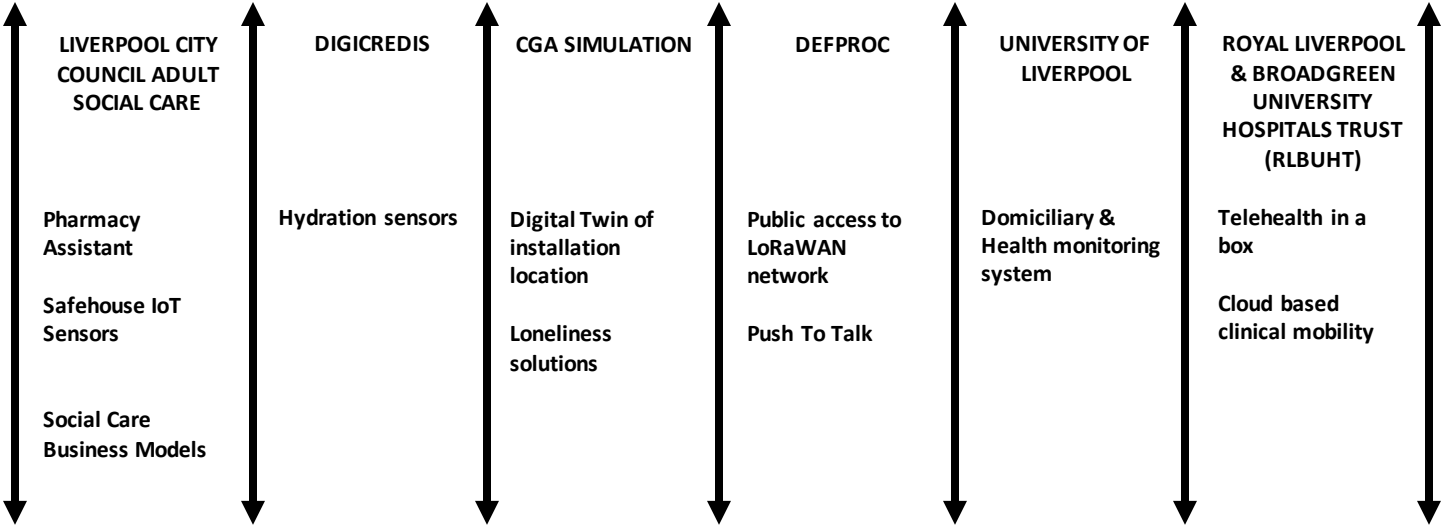 LIVERPOOL CITY
COUNCIL ADULT
SOCIAL CARE
Pharmacy
Assistant
Safehouse IoT
Sensors
Social Care
Business Models
DIGICREDIS
Hydration sensors
CGA SIMULATION
Digital Twin of
installation
location
Loneliness
solutions
DEFPROC
Public access to
LoRaWAN
network
Push To Talk
UNIVERSITY OF
LIVERPOOL
Domiciliary &
Health monitoring
system
ROYAL LIVERPOOL
& BROADGREEN
UNIVERSITY
HOSPITALS TRUST
(RLBUHT)
Telehealth in a
box
Cloud based
clinical mobility